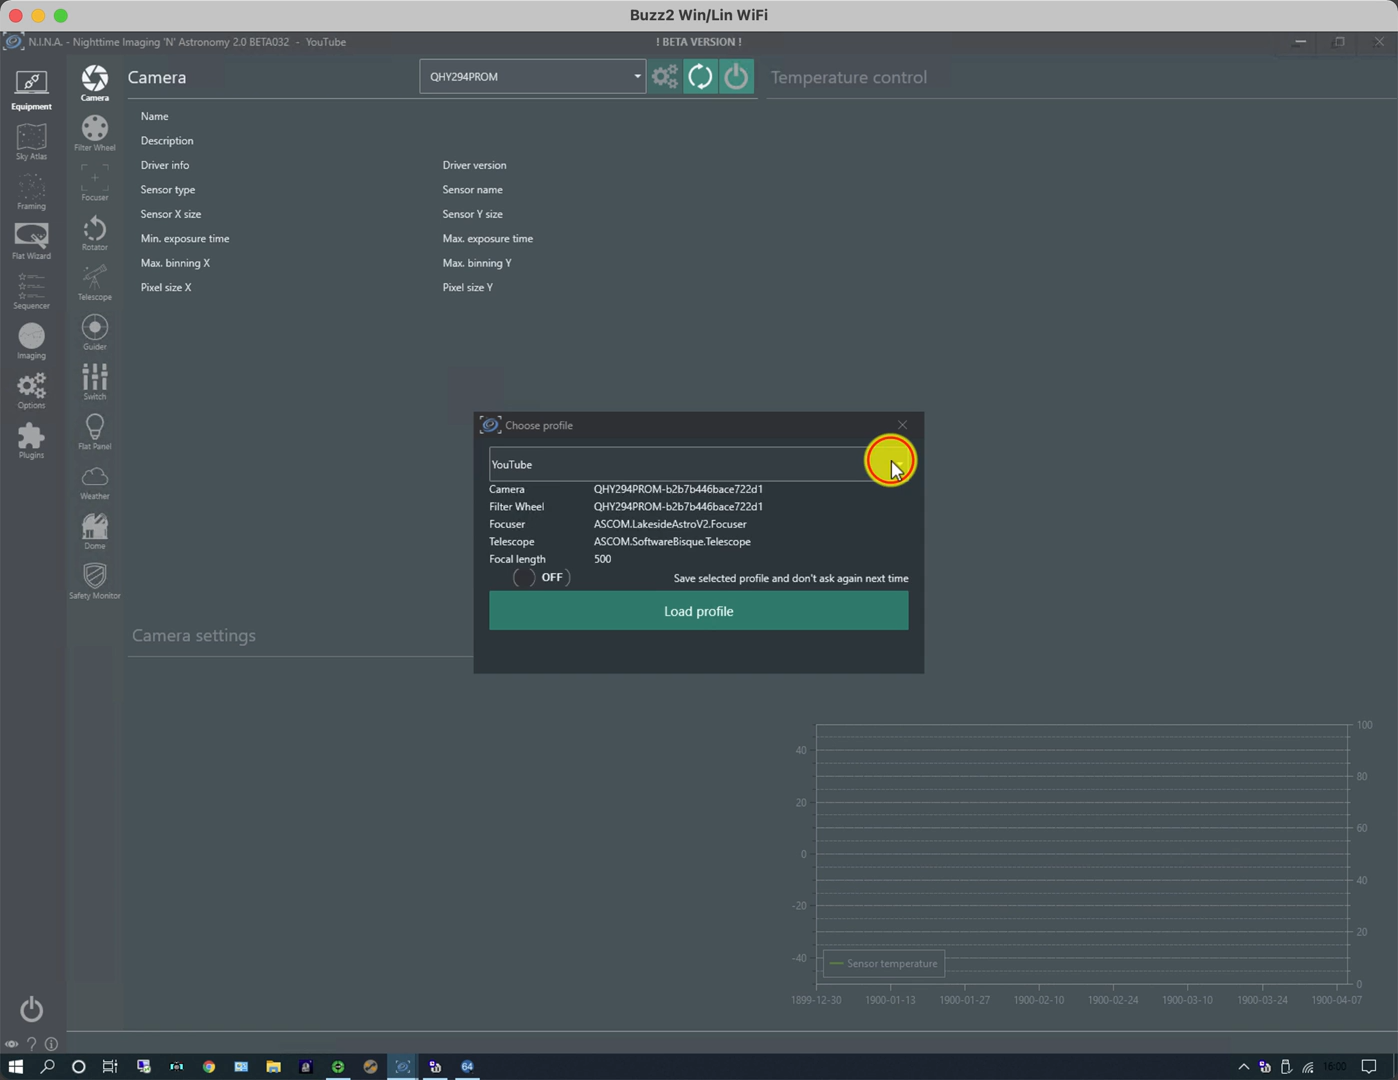 Buzz2 Win/Lin WiFi
N.I.N.A. - Nighttime Imaging 'N' Astronomy 2.0 BETA032 - YouTube
! BETA VERSION !
Equipment
Sky Atlas
Framing
Flat Wizard
Sequencer
Imaging
Options
Plugins
Camera
Filter Wheel
Focuser
Rotator
Telescope
Guider
Switch
Flat Panel
Weather
Dome
Safety Monitor
Camera
QHY294PROM
Temperature control
Name
Description
Driver info
Driver version
Sensor type
Sensor name
Sensor X size
Sensor Y size
Min. exposure time
Max. exposure time
Max. binning X
Max. binning Y
Pixel size X
Pixel size Y
Choose profile
YouTube
Camera QHY294PROM-b2b7b446bace722d1
Filter Wheel QHY294PROM-b2b7b446bace722d1
Focuser ASCOM.LakesideAstroV2.Focuser
Telescope ASCOM.SoftwareBisque.Telescope
Focal length 500
OFF Save selected profile and don't ask again next time
Load profile
Camera settings
40
20
0
-20
-40
100
80
60
40
20
0
Sensor temperature
1899-12-30 1900-01-13 1900-01-27 1900-02-10 1900-02-24 1900-03-10 1900-03-24 1900-04-07
64
18:00